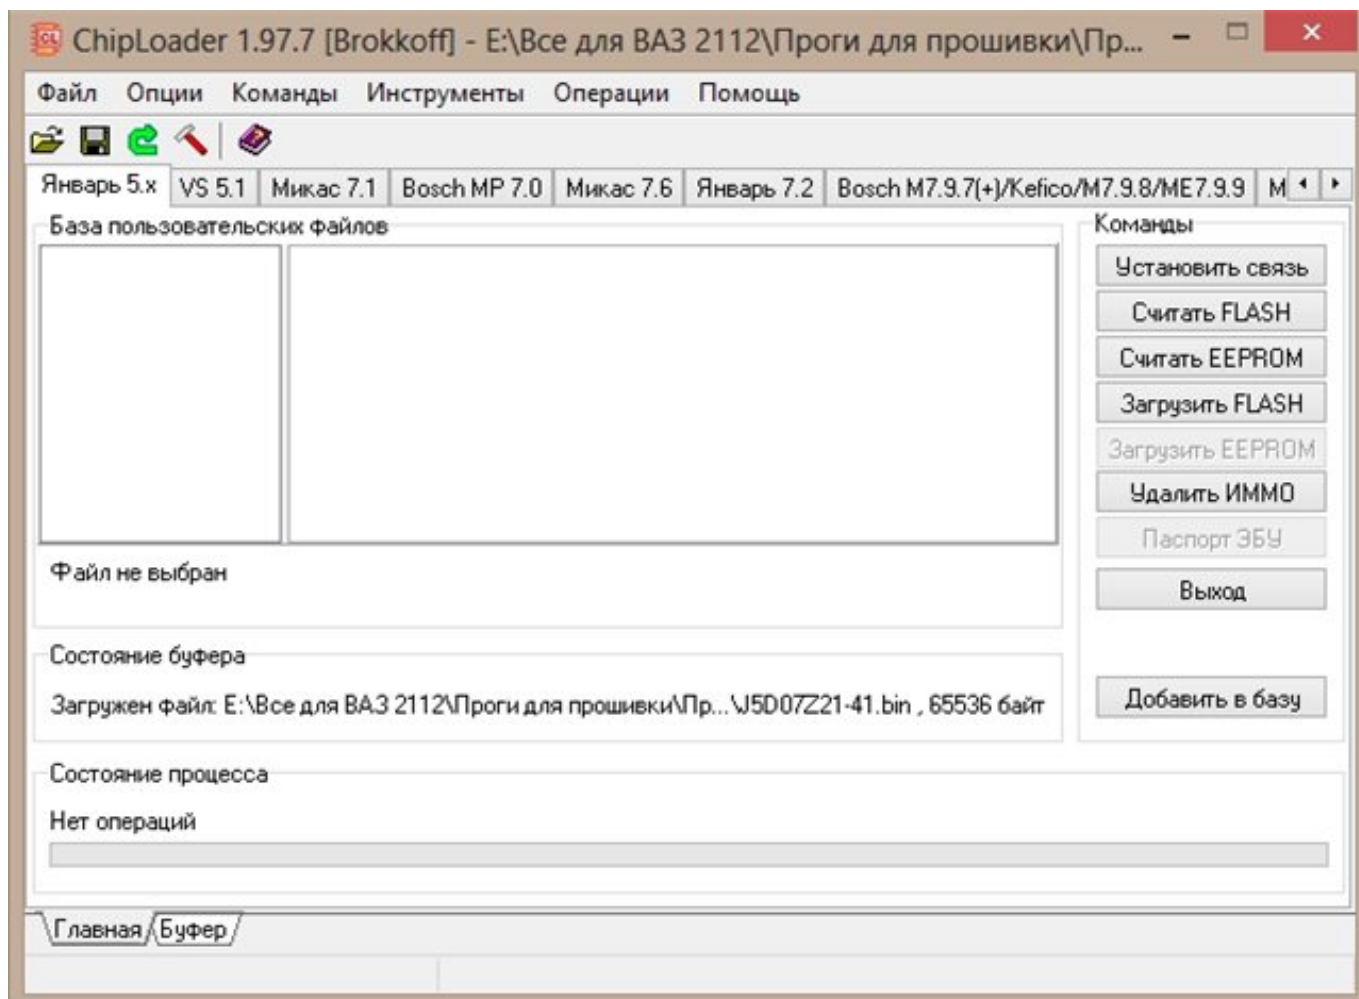 ChipLoader 1.97.7 [Brokkoff] - E:\Все для ВАЗ 2112\Проги для прошивки\Пр...
Файл Опции Команды Инструменты Операции Помощь
Январь 5.x VS 5.1 Микас 7.1 Bosch MP 7.0 Микас 7.6 Январь 7.2 Bosch M7.9.7(+)/Kefico/M7.9.8/ME7.9.9 M
База пользовательских файлов
Файл не выбран
Состояние буфера
Загружен файл: E:\Все для ВАЗ 2112\Проги для прошивки\Пр...\J5D07Z21-41.bin , 65536 байт
Команды
Установить связь
Считать FLASH
Считать EEPROM
Загрузить FLASH
Загрузить EEPROM
Удалить ИММО
Паспорт ЭБУ
Выход
Добавить в базу
Состояние процесса
Нет операций
Главная Буфер